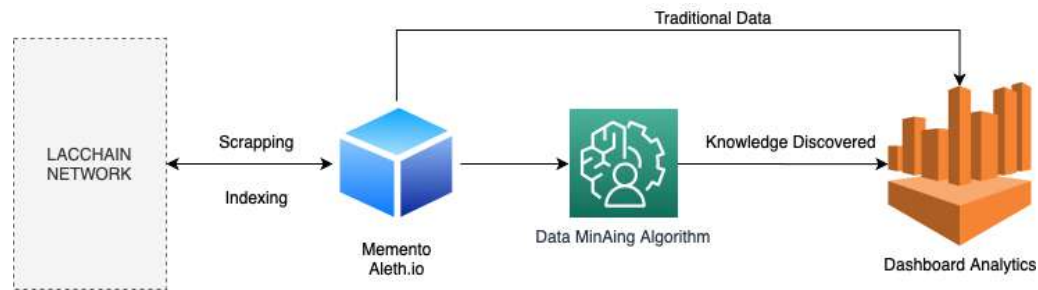 Traditional Data
LACCHAIN
NETWORK
Scrapping
Indexing
Knowledge Discovered
Memento
Aleth.io
Data MinAing Algorithm
Dashboard Analytics